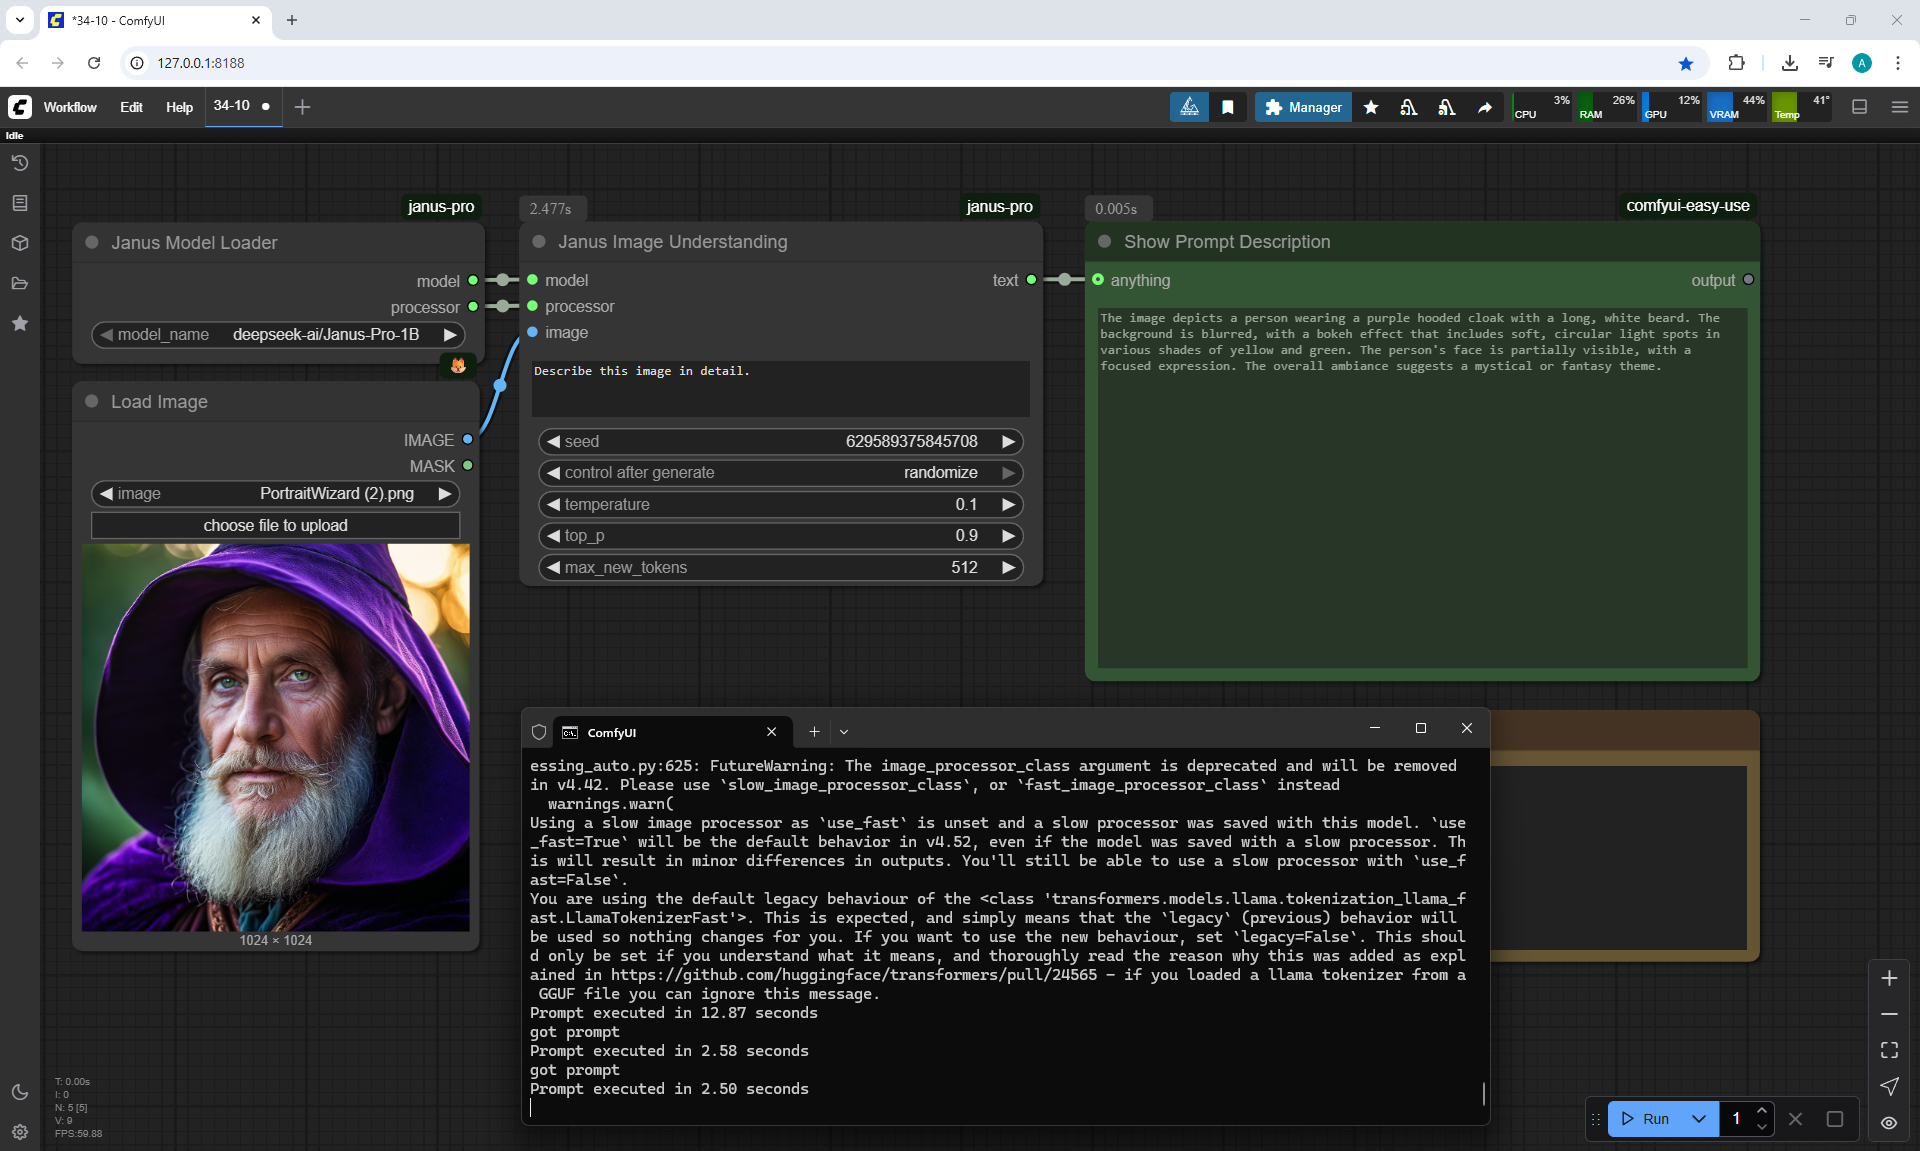 *34-10 - ComfyUI
127.0.0.1:8188
Workflow Edit Help 34-10
Manager
CPU 3%
RAM 26%
GPU 12%
VRAM 44%
Temp 41°
Idle
janus-pro
Janus Model Loader
model
processor
model_name deepseek-ai/Janus-Pro-1B
Load Image
IMAGE
MASK
image PortraitWizard (2).png
choose file to upload
1024 × 1024
2.477s
janus-pro
Janus Image Understanding
model text
processor
image
Describe this image in detail.
seed 629589375845708
control after generate randomize
temperature 0.1
top_p 0.9
max_new_tokens 512
0.005s
comfyui-easy-use
Show Prompt Description
anything output
The image depicts a person wearing a purple hooded cloak with a long, white beard. The
background is blurred, with a bokeh effect that includes soft, circular light spots in
various shades of yellow and green. The person's face is partially visible, with a
focused expression. The overall ambiance suggests a mystical or fantasy theme.
ComfyUI
essing_auto.py:625: FutureWarning: The image_processor_class argument is deprecated and will be removed
in v4.42. Please use `slow_image_processor_class`, or `fast_image_processor_class` instead
warnings.warn(
Using a slow image processor as `use_fast` is unset and a slow processor was saved with this model. `use
_fast=True` will be the default behavior in v4.52, even if the model was saved with a slow processor. Th
is will result in minor differences in outputs. You'll still be able to use a slow processor with `use_f
ast=False`.
You are using the default legacy behaviour of the <class 'transformers.models.llama.tokenization_llama_f
ast.LlamaTokenizerFast'>. This is expected, and simply means that the `legacy` (previous) behavior will
be used so nothing changes for you. If you want to use the new behaviour, set `legacy=False`. This shoul
d only be set if you understand what it means, and thoroughly read the reason why this was added as expl
ained in https://github.com/huggingface/transformers/pull/24565 - if you loaded a llama tokenizer from a
GGUF file you can ignore this message.
Prompt executed in 12.87 seconds
got prompt
Prompt executed in 2.58 seconds
got prompt
Prompt executed in 2.50 seconds
T: 0.00s
I: 0
N: 5 [5]
V: 9
FPS:59.88
Run 1
A